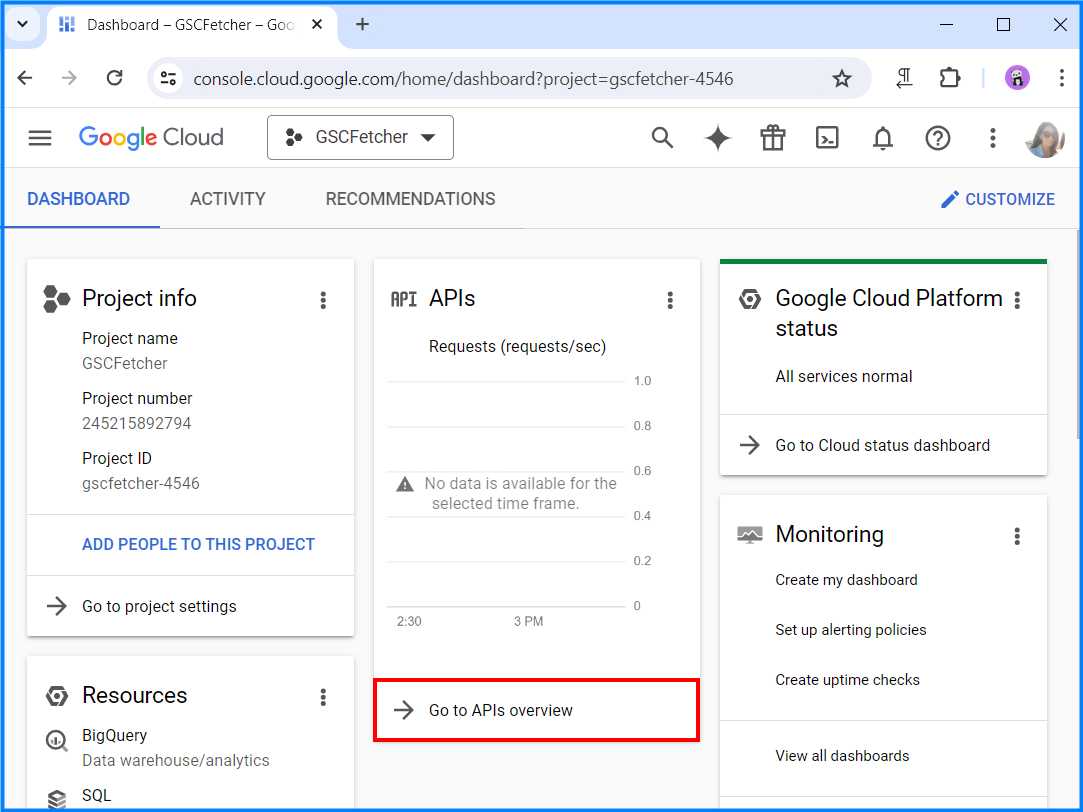 Dashboard – GSCFetcher – Goo
console.cloud.google.com/home/dashboard?project=gscfetcher-4546
Google Cloud
GSCFetcher
DASHBOARD
ACTIVITY
RECOMMENDATIONS
CUSTOMIZE
Project info
Project name
GSCFetcher
Project number
245215892794
Project ID
gscfetcher-4546
ADD PEOPLE TO THIS PROJECT
Go to project settings
Resources
BigQuery
Data warehouse/analytics
SQL
API APIs
Requests (requests/sec)
1.0
0.8
0.6
No data is available for the
selected time frame.
0.4
0.2
0
2:30
3 PM
Go to APIs overview
Google Cloud Platform
status
All services normal
Go to Cloud status dashboard
Monitoring
Create my dashboard
Set up alerting policies
Create uptime checks
View all dashboards